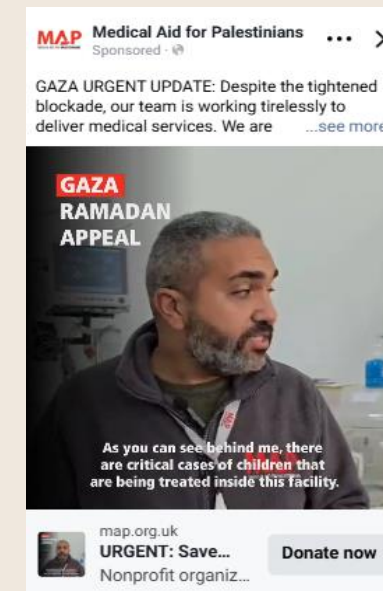 MAP
Medical Aid for Palestinians
Sponsored ·
GAZA URGENT UPDATE: Despite the tightened
blockade, our team is working tirelessly to
deliver medical services. We are ...see more
GAZA
RAMADAN
APPEAL
As you can see behind me, there
are critical cases of children that
are being treated inside this facility.
map.org.uk
URGENT: Save...
Nonprofit organiz...
Donate now